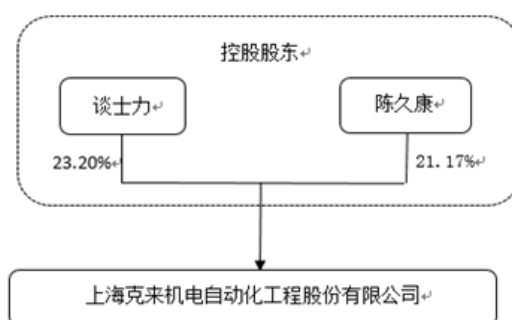 控股股东
谈士力
陈久康
23.20%
21.17%
上海克来机电自动化工程股份有限公司